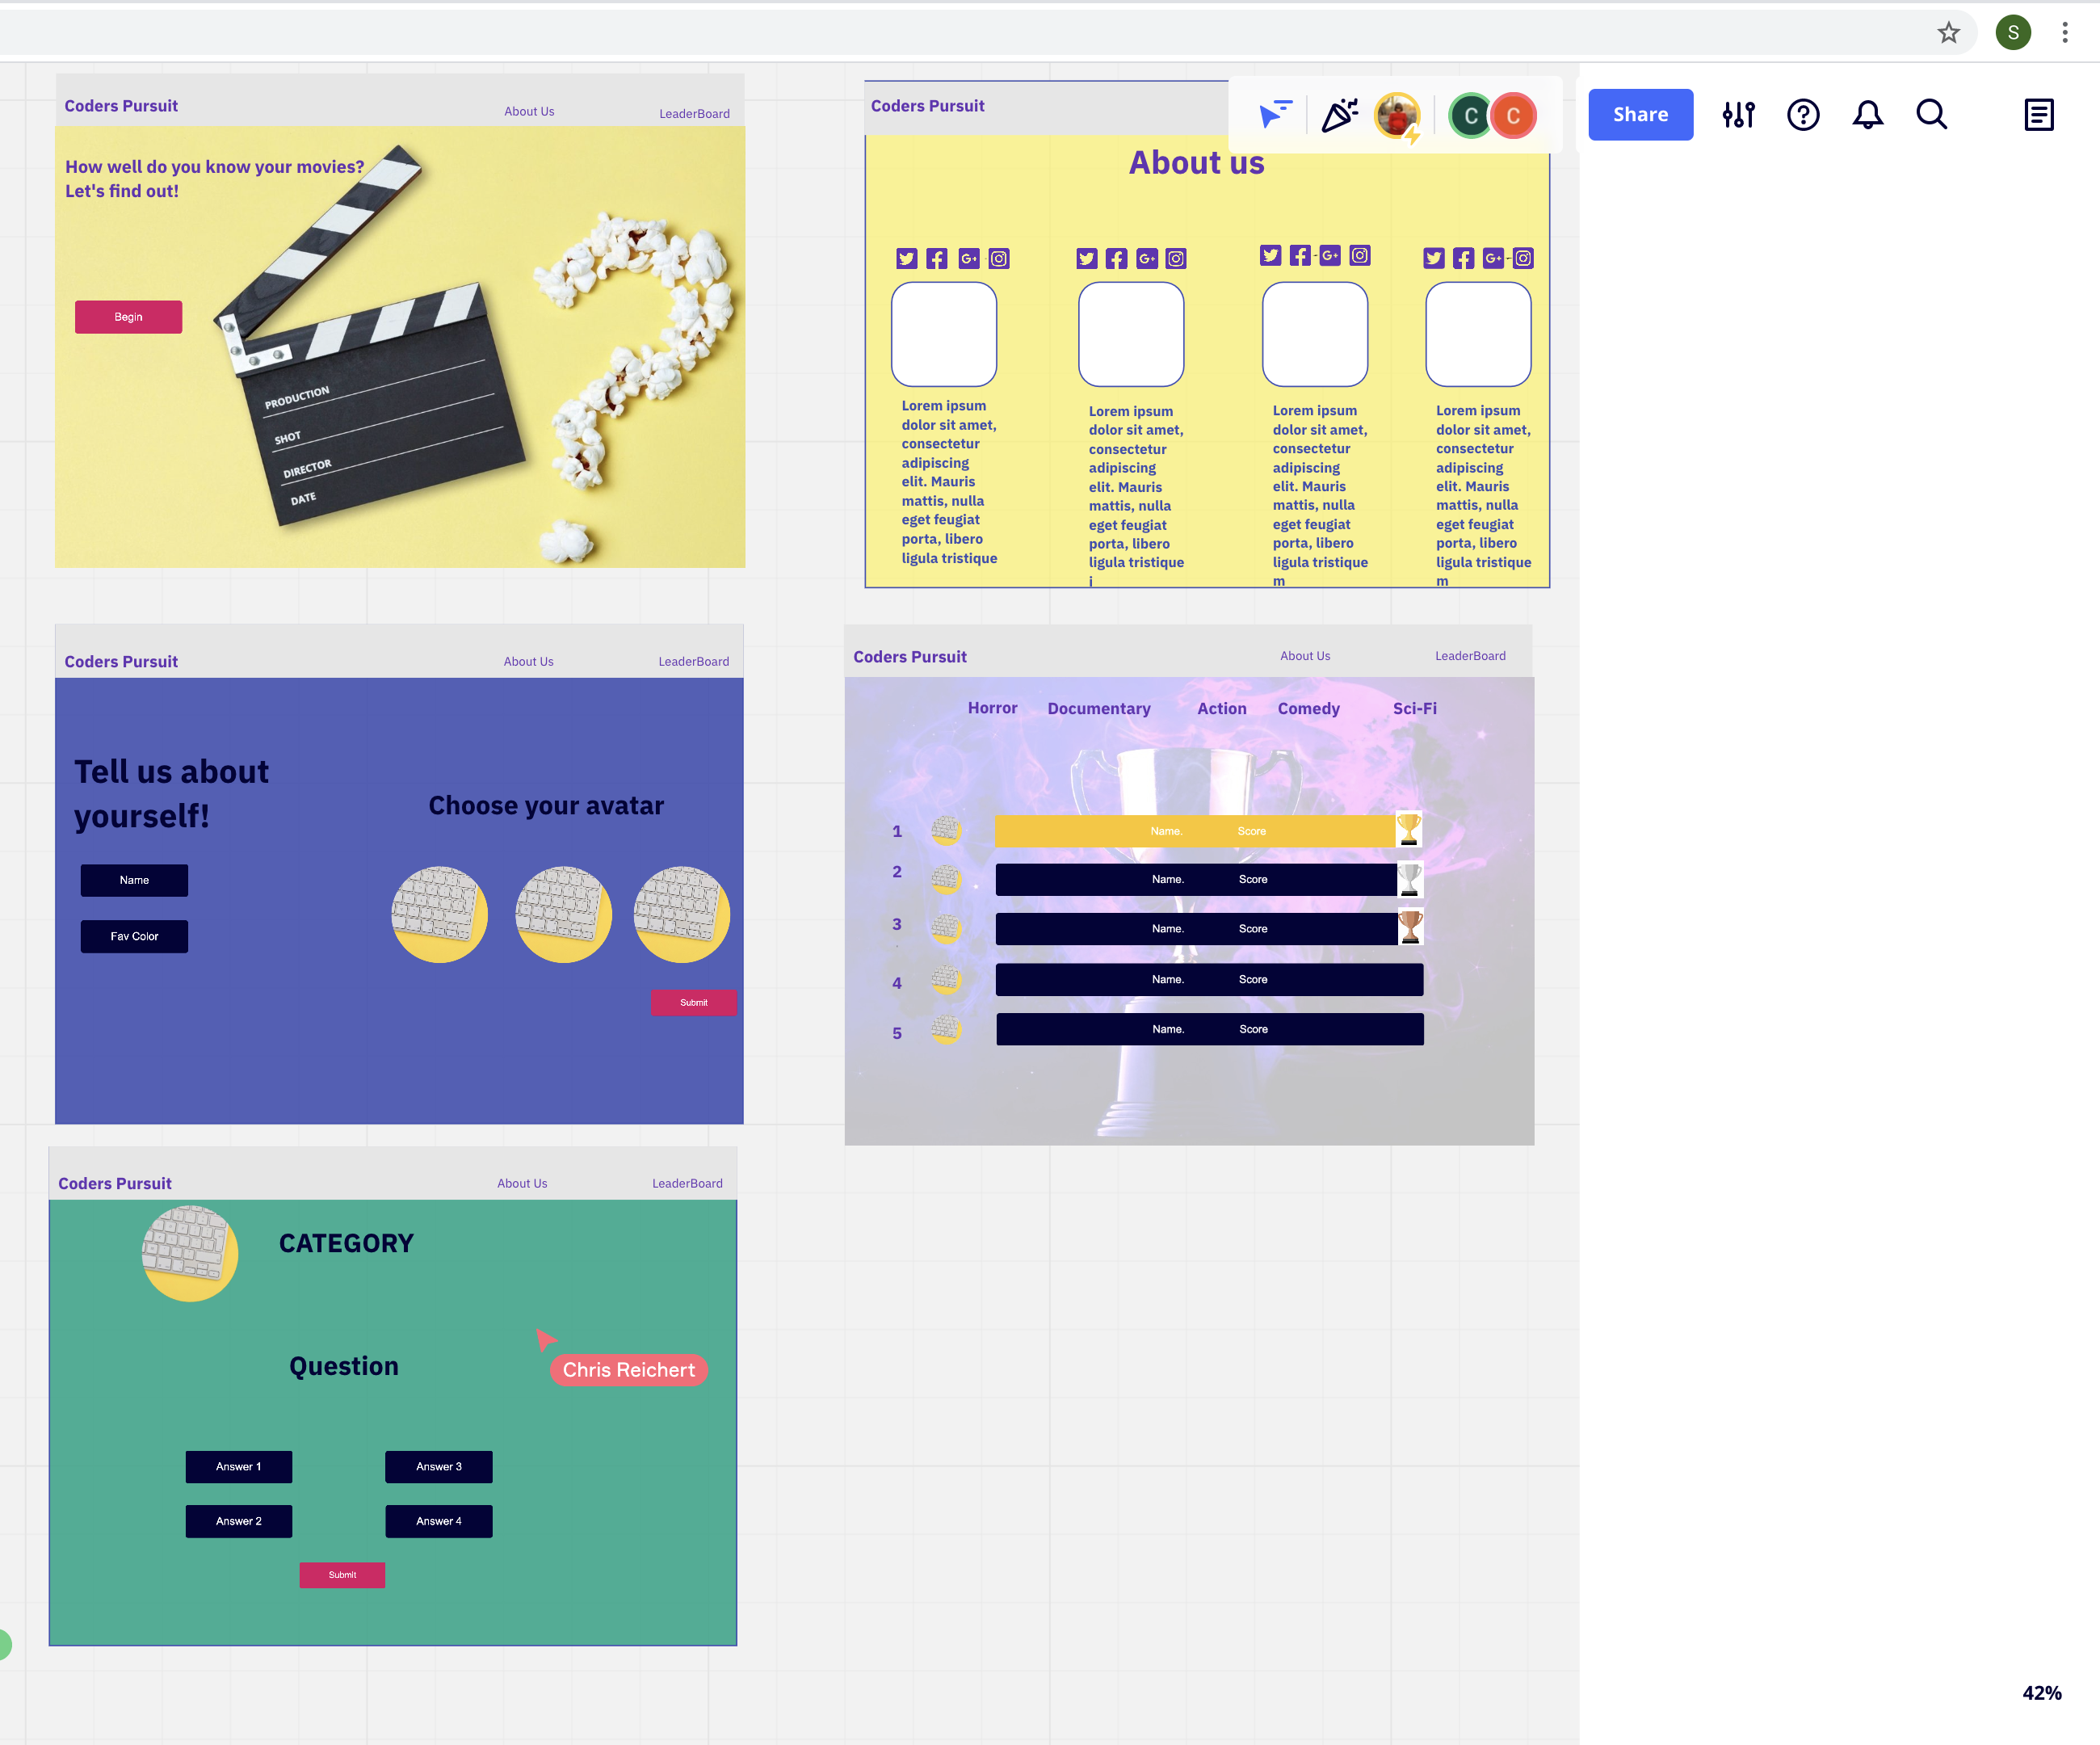 S
Coders Pursuit
About Us
LeaderBoard
How well do you know your movies?
Let's find out!
Begin
PRODUCTION
SHOT
DIRECTOR
DATE
Coders Pursuit
C
C
Share
About us
G+
G+
G+
G+
Lorem ipsum
dolor sit amet,
consectetur
adipiscing
elit. Mauris
mattis, nulla
eget feugiat
porta, libero
ligula tristique
Lorem ipsum
dolor sit amet,
consectetur
adipiscing
elit. Mauris
mattis, nulla
eget feugiat
porta, libero
ligula tristique
i
Lorem ipsum
dolor sit amet,
consectetur
adipiscing
elit. Mauris
mattis, nulla
eget feugiat
porta, libero
ligula tristique
m
Lorem ipsum
dolor sit amet,
consectetur
adipiscing
elit. Mauris
mattis, nulla
eget feugiat
porta, libero
ligula tristique
m
Coders Pursuit
About Us
LeaderBoard
Tell us about
yourself!
Name
Fav Color
Choose your avatar
Submit
Coders Pursuit
About Us
LeaderBoard
Horror Documentary Action Comedy Sci-Fi
1 Name. Score
2 Name. Score
3 Name. Score
4 Name. Score
5 Name. Score
Coders Pursuit
About Us
LeaderBoard
CATEGORY
Question
Chris Reichert
Answer 1 Answer 3
Answer 2 Answer 4
Submit
42%